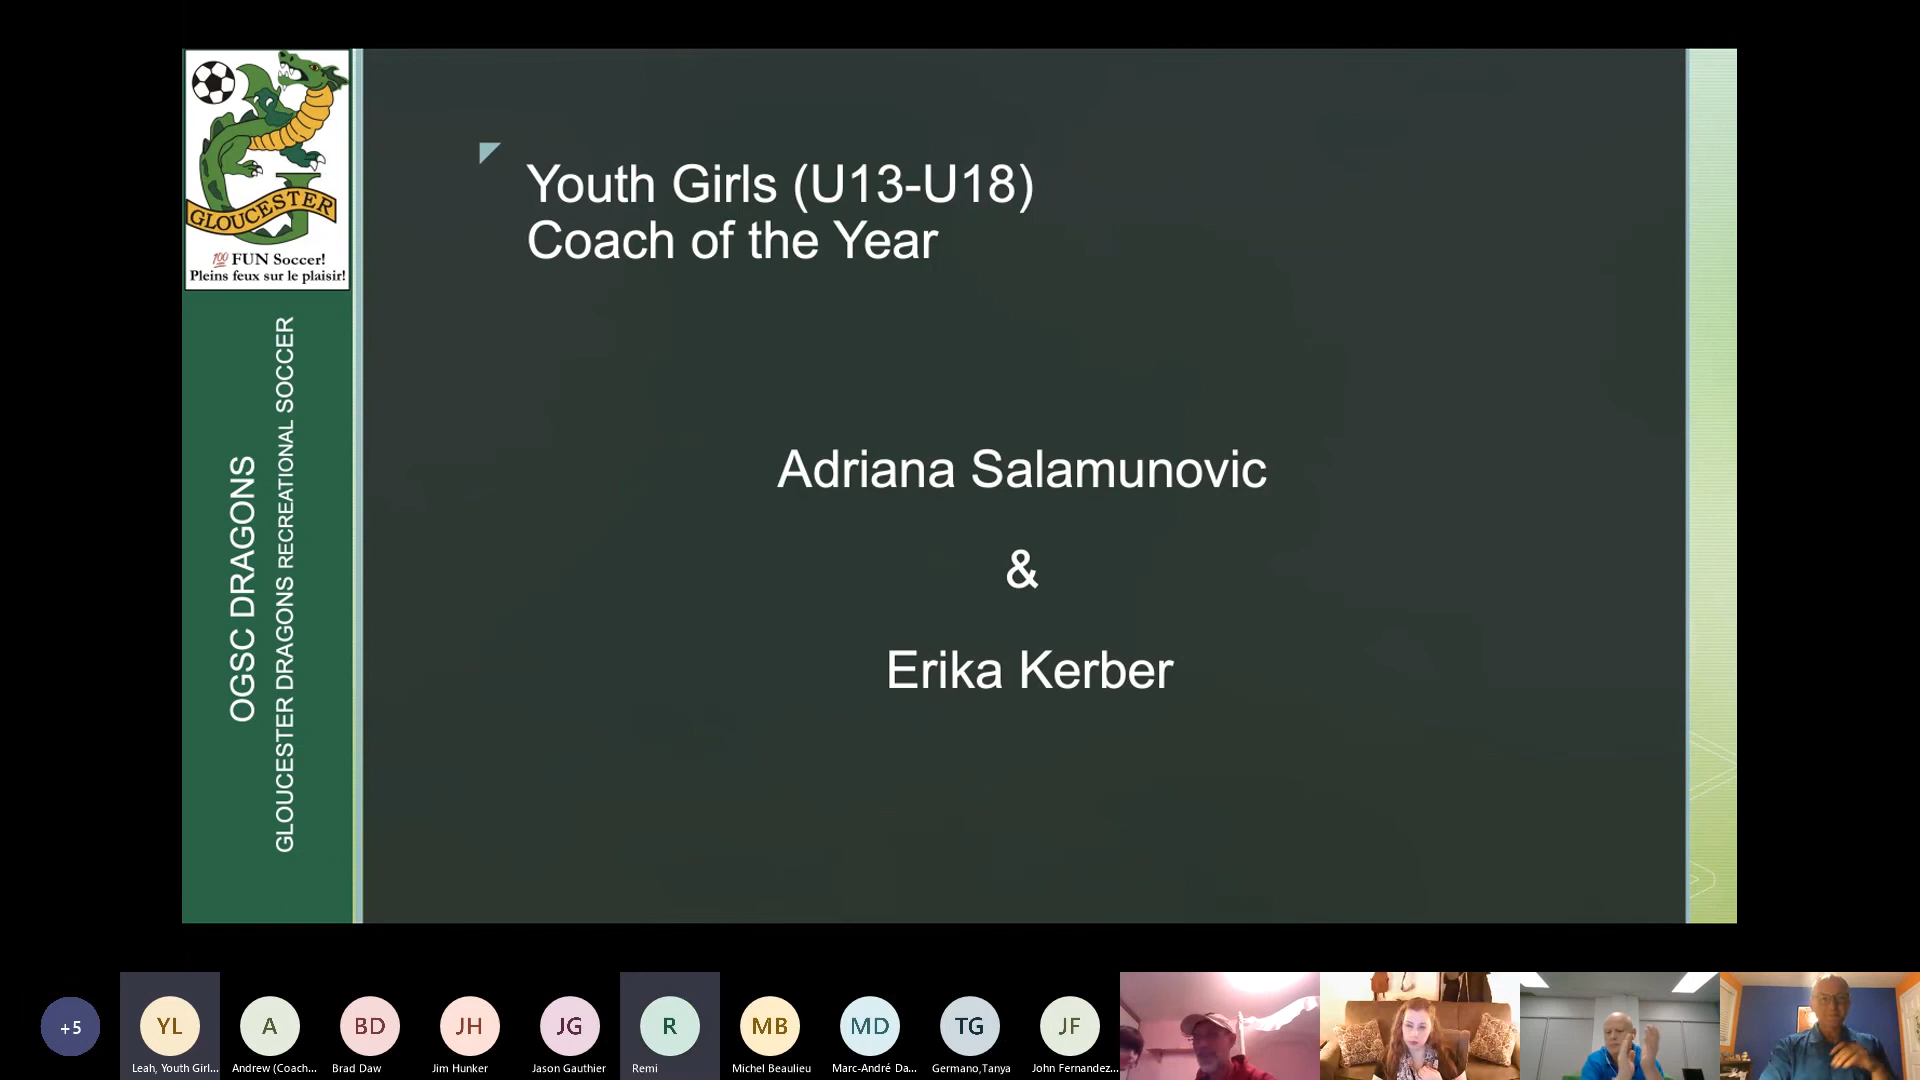 GLOUCESTER
💯 FUN Soccer!
Pleins feux sur le plaisir!
OGSC DRAGONS
GLOUCESTER DRAGONS RECREATIONAL SOCCER
Youth Girls (U13-U18)
Coach of the Year
Adriana Salamunovic
&
Erika Kerber
+5
YL
A
BD
JH
JG
R
MB
MD
TG
JF
Leah, Youth Girl...
Andrew (Coach...
Brad Daw
Jim Hunker
Jason Gauthier
Remi
Michel Beaulieu
Marc-André Da...
Germano,Tanya
John Fernandez...